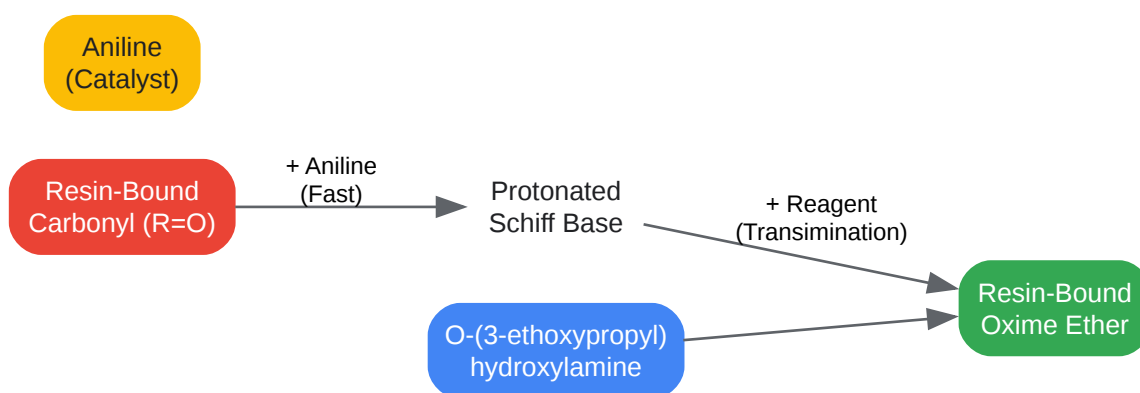 Aniline
(Catalyst)
Resin-Bound
Carbonyl (R=O)
+ Aniline
(Fast)
Protonated
Schiff Base
+ Reagent
(Transimination)
O-(3-ethoxypropyl)
hydroxylamine
Resin-Bound
Oxime Ether